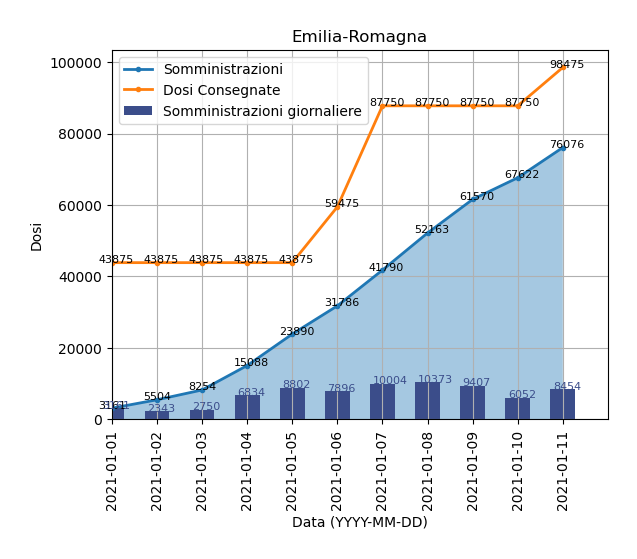 Emilia-Romagna
Somministrazioni
Dosi Consegnate
Somministrazioni giornaliere
Dosi
100000
80000
60000
40000
20000
0
43875 43875 43875 43875 43875 59475 87750 87750 87750 87750 98475
5504 8254 15088 23890 31786 41790 52163 61570 67622 76076
2343 2750 6834 8802 7896 10004 10373 9407 6052 8454
2021-01-01
2021-01-02
2021-01-03
2021-01-04
2021-01-05
2021-01-06
2021-01-07
2021-01-08
2021-01-09
2021-01-10
2021-01-11
Data (YYYY-MM-DD)